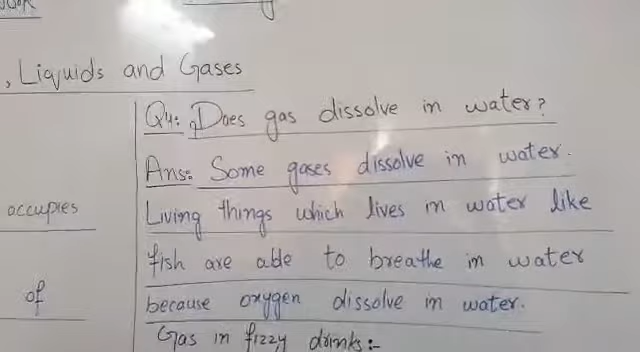 , Liquids and Gases
Q4: Does gas dissolve in water?
Ans: Some gases dissolve in water.
occupies
Living things which lives in water like
fish are able to breathe in water
of
because oxygen dissolve in water.
Gas in fizzy drinks:-